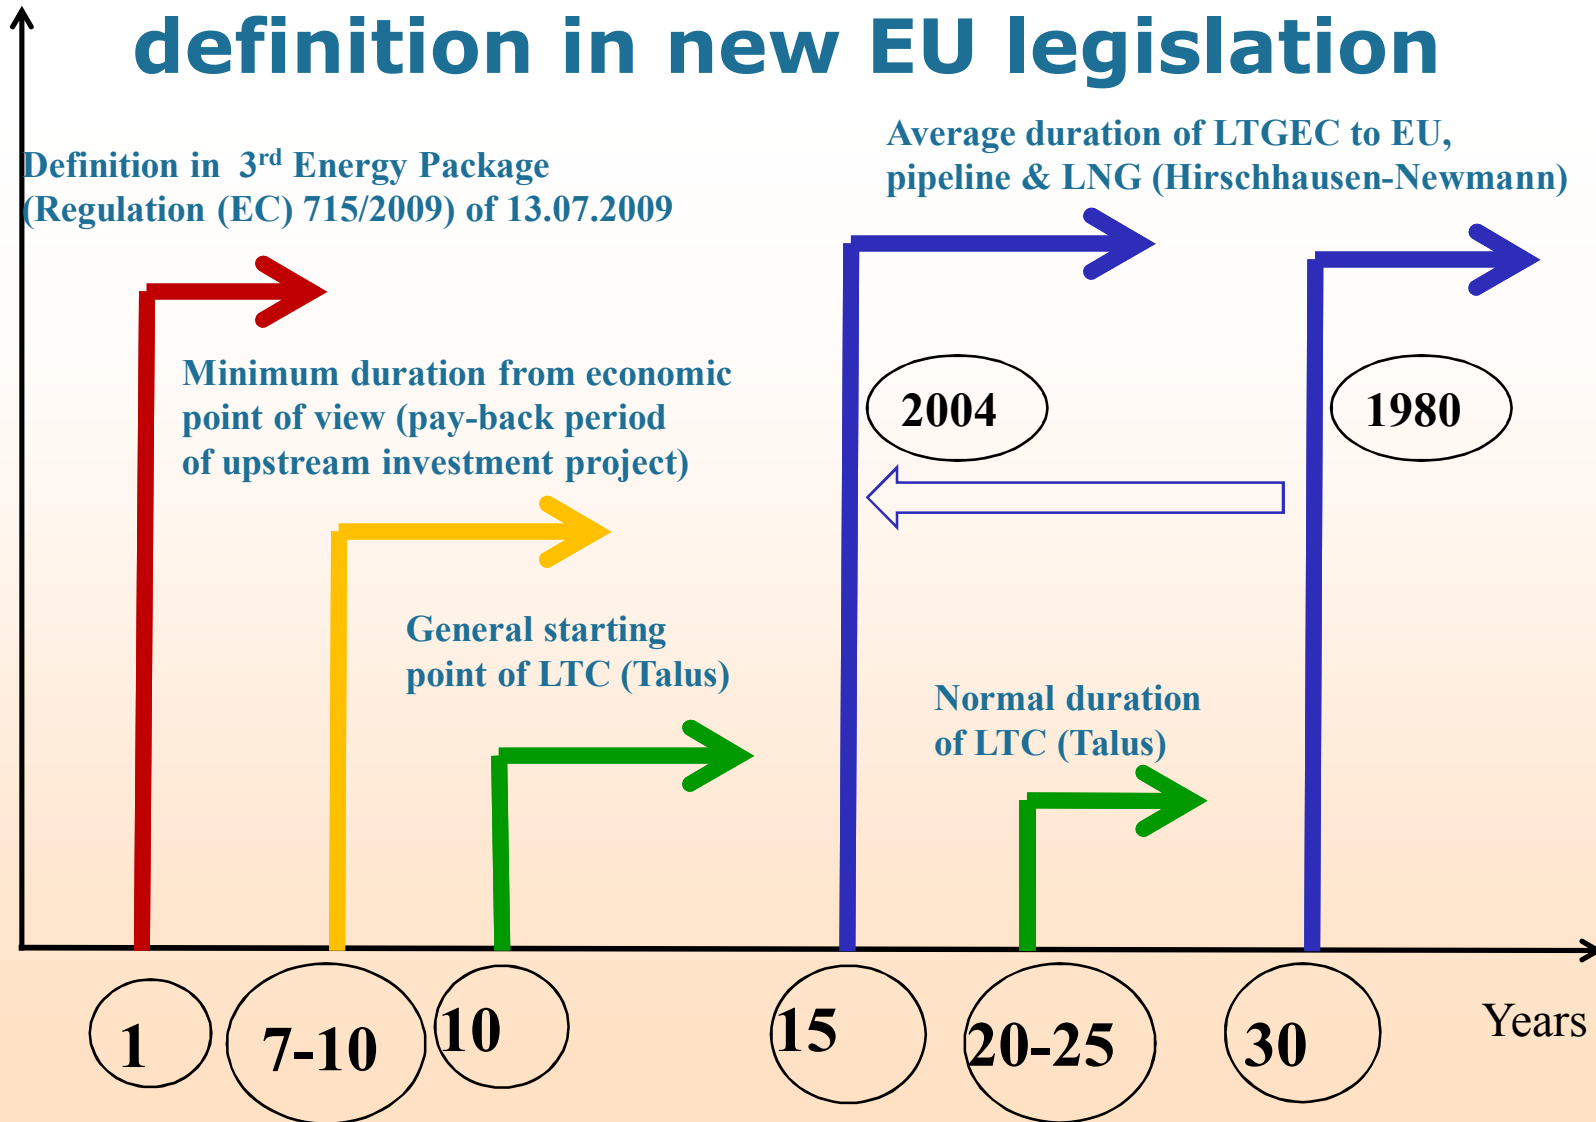 definition in new EU legislation
Average duration of LTGEC to EU,
pipeline & LNG (Hirschhausen-Newmann)
Definition in 3rd Energy Package
(Regulation (EC) 715/2009) of 13.07.2009
Minimum duration from economic
point of view (pay-back period
of upstream investment project)
2004
1980
General starting
point of LTC (Talus)
Normal duration
of LTC (Talus)
1
7-10
10
15
20-25
30
Years